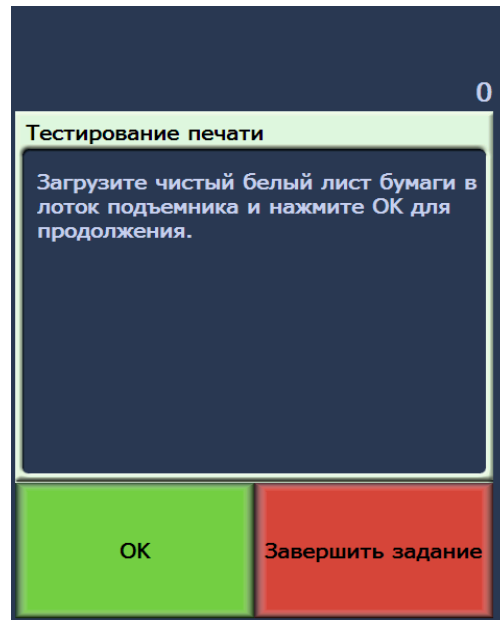 0
Тестирование печати
Загрузите чистый белый лист бумаги в
лоток подъемника и нажмите ОК для
продолжения.
ОК
Завершить задание